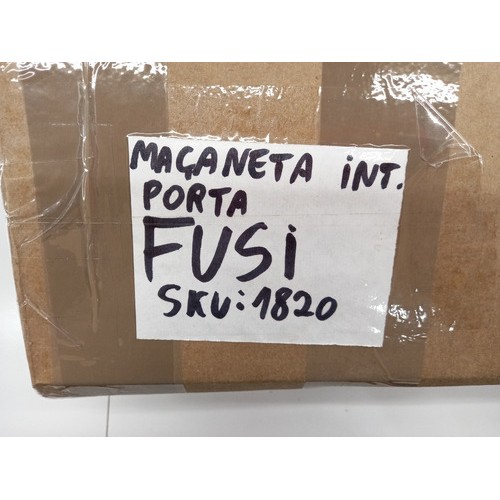 MAÇANETA INT.
PORTA
FUSi
SKU:1820